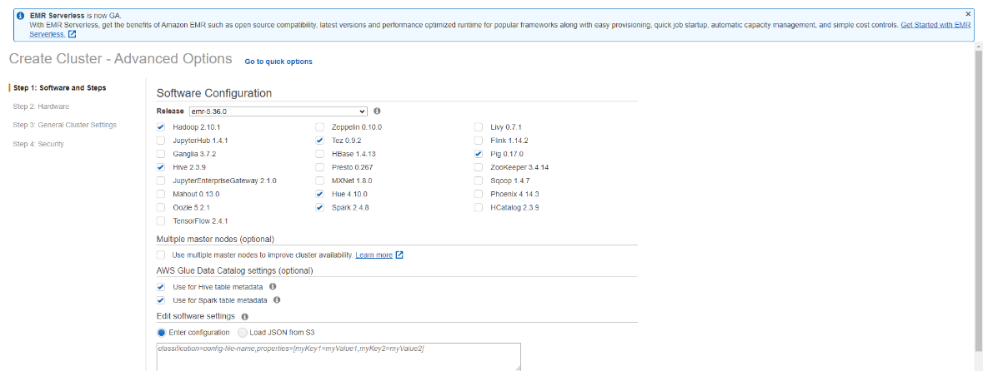 EMR Serverless is now GA.
With EMR Serverless, get the benefits of Amazon EMR such as open source compatibility, latest versions and performance optimized runtime for popular frameworks along with easy provisioning, quick job startup, automatic capacity management, and simple cost controls. Get Started with EMR
Serverless.
Create Cluster - Advanced Options Go to quick options
Step 1: Software and Steps
Step 2: Hardware
Step 3: General Cluster Settings
Step 4: Security
Software Configuration
Release emr-5.36.0
Hadoop 2.10.1 Zeppelin 0.10.0 Livy 0.7.1
JupyterHub 1.4.1 Tez 0.9.2 Flink 1.14.2
Ganglia 3.7.2 HBase 1.4.13 Pig 0.17.0
Hive 2.3.9 Presto 0.267 ZooKeeper 3.4.14
JupyterEnterpriseGateway 2.1.0 MXNet 1.8.0 Sqoop 1.4.7
Mahout 0.13.0 Hue 4.10.0 Phoenix 4.14.3
Oozie 5.2.1 Spark 2.4.8 HCatalog 2.3.9
TensorFlow 2.4.1
Multiple master nodes (optional)
Use multiple master nodes to improve cluster availability. Learn more
AWS Glue Data Catalog settings (optional)
Use for Hive table metadata
Use for Spark table metadata
Edit software settings
Enter configuration Load JSON from S3
classification=config-file-name,properties=[myKey1=myValue1,myKey2=myValue2]